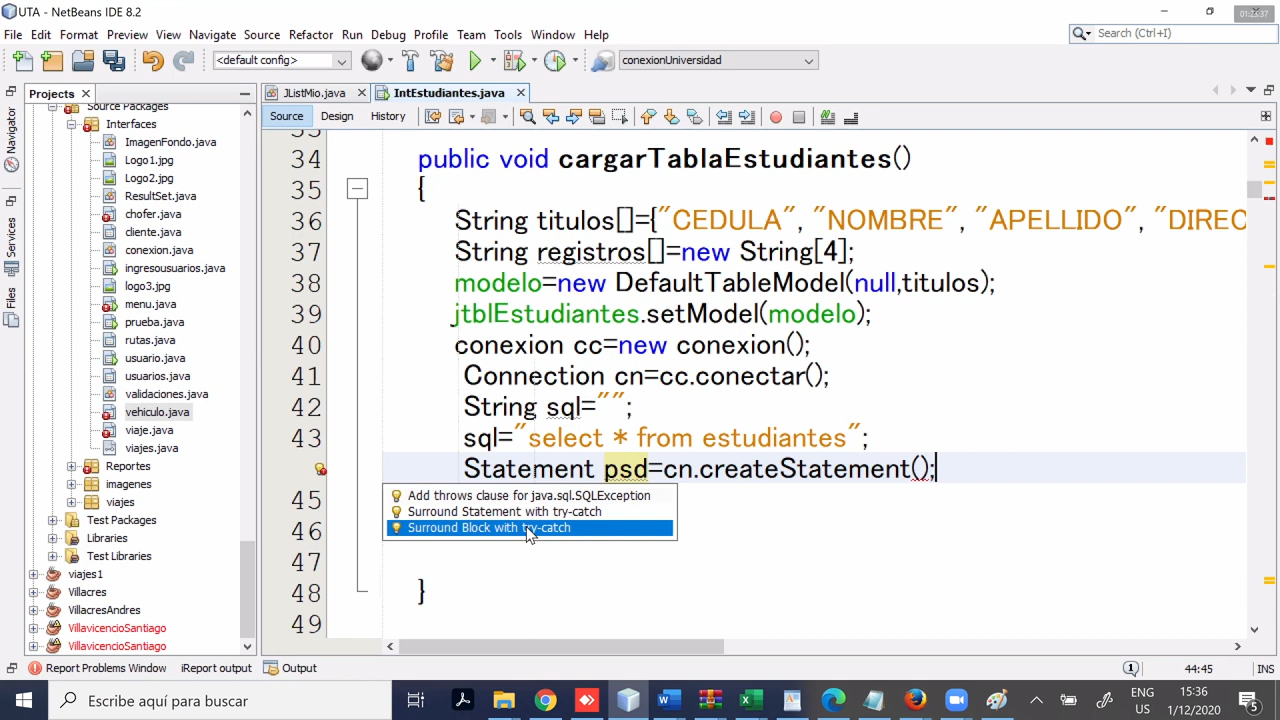 UTA - NetBeans IDE 8.2
01:23:37
File Edit Format Preview View Navigate Source Refactor Run Debug Profile Team Tools Window Help
Search (Ctrl+I)
<default config>
conexionUniversidad
Projects
JListMio.java
IntEstudiantes.java
Navigator
Services
Files
Source Packages
Interfaces
ImagenFondo.java
Logo1.jpg
Logo2.jpg
ResultSet.java
chofer.java
cliente.java
conexion.java
ingresousuarios.java
logo3.jpg
menu.java
prueba.java
rutas.java
usuario.java
usuarios.java
validaciones.java
vehiculo.java
viaje.java
viajes.java
Reportes
imagenes
viajes
Test Packages
Libraries
Test Libraries
viajes1
Villacres
VillacresAndres
VillavicencioSantiago
VillavicencioSantiago
Source Design History
34 public void cargarTablaEstudiantes()
35 {
36 String titulos[]={"CEDULA", "NOMBRE", "APELLIDO", "DIREC
37 String registros[]=new String[4];
38 modelo=new DefaultTableModel(null,titulos);
39 jtblEstudiantes.setModel(modelo);
40 conexion cc=new conexion();
41 Connection cn=cc.conectar();
42 String sql="";
43 sql="select * from estudiantes";
Statement psd=cn.createStatement();
45
Add throws clause for java.sql.SQLException
Surround Statement with try-catch
Surround Block with try-catch
46
47
48 }
49
Report Problems Window iReport output Output
1
44:45
INS
Escribe aquí para buscar
ENG
US
15:36
1/12/2020
5